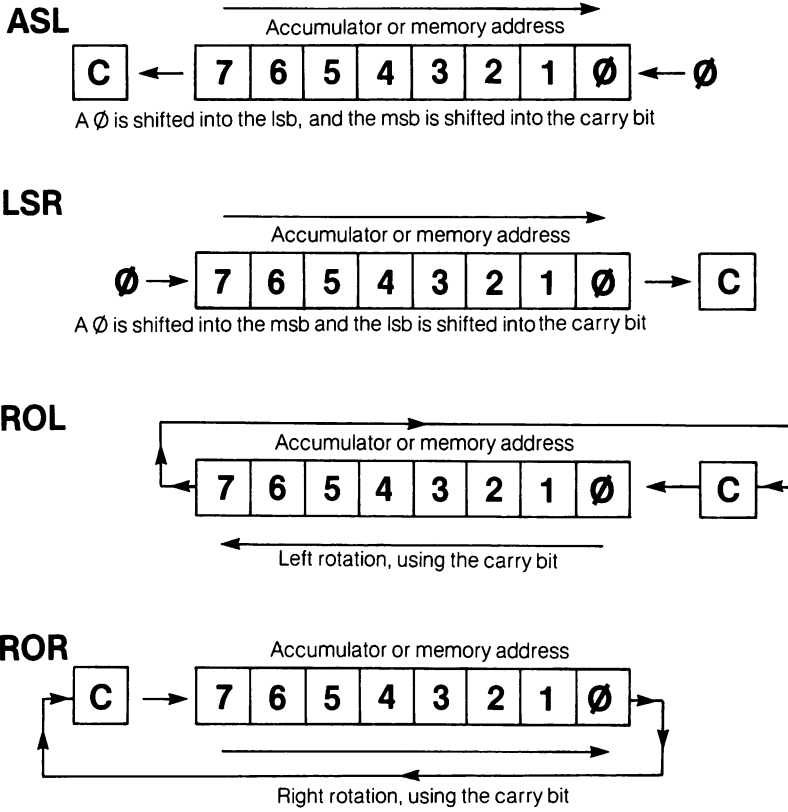 ASL
Accumulator or memory address
C 7 6 5 4 3 2 1 Ø Ø
A Ø is shifted into the lsb, and the msb is shifted into the carry bit
LSR
Accumulator or memory address
Ø 7 6 5 4 3 2 1 Ø C
A Ø is shifted into the msb and the lsb is shifted into the carry bit
ROL
Accumulator or memory address
7 6 5 4 3 2 1 Ø C
Left rotation, using the carry bit
ROR
Accumulator or memory address
C 7 6 5 4 3 2 1 Ø
Right rotation, using the carry bit